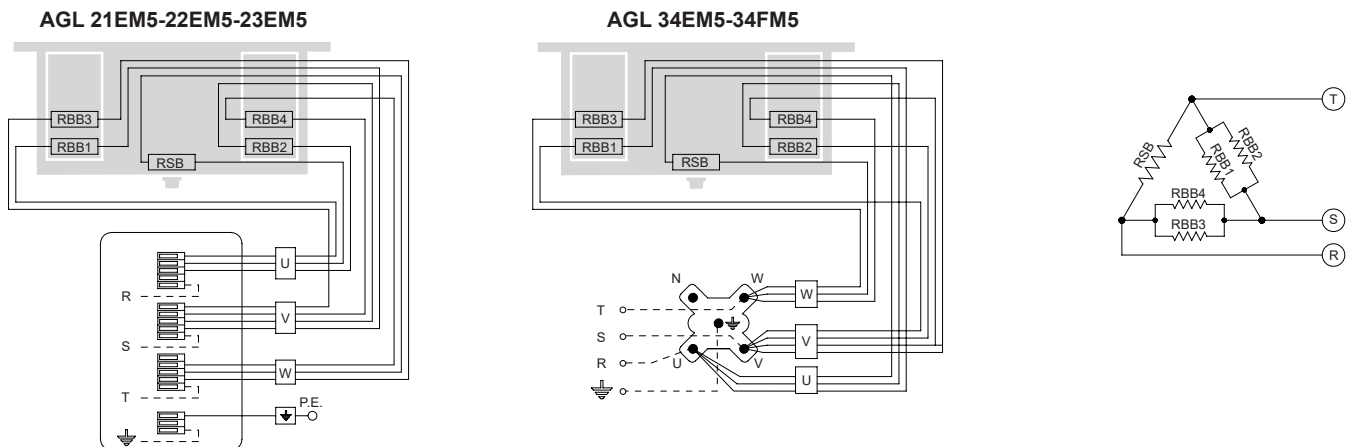 AGL 21EM5-22EM5-23EM5
RBB3
RBB1
RBB4
RBB2
RSB
U
R
V
S
W
T
P.E.
AGL 34EM5-34FM5
RBB3
RBB1
RBB4
RBB2
RSB
N
W
W
T
S
V
R
U
V
U
T
RSB
RBB2
RBB1
RBB4
RBB3
S
R